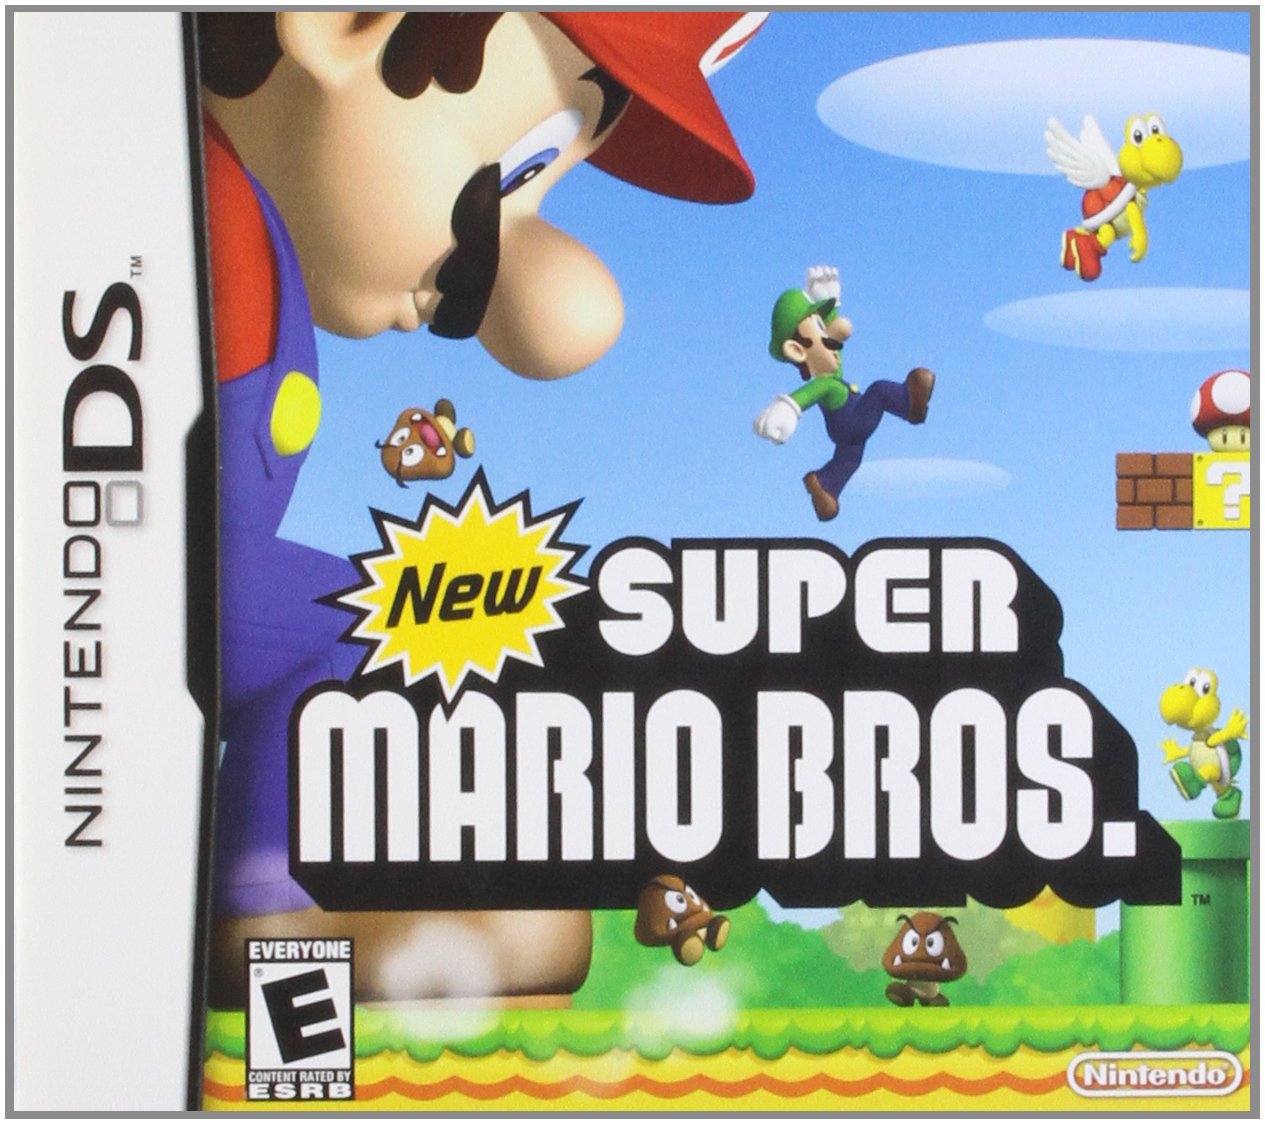 NINTENDO DS™
New SUPER
MARIO BROS.™
?
EVERYONE
E®
CONTENT RATED BY
ESRB
Nintendo®